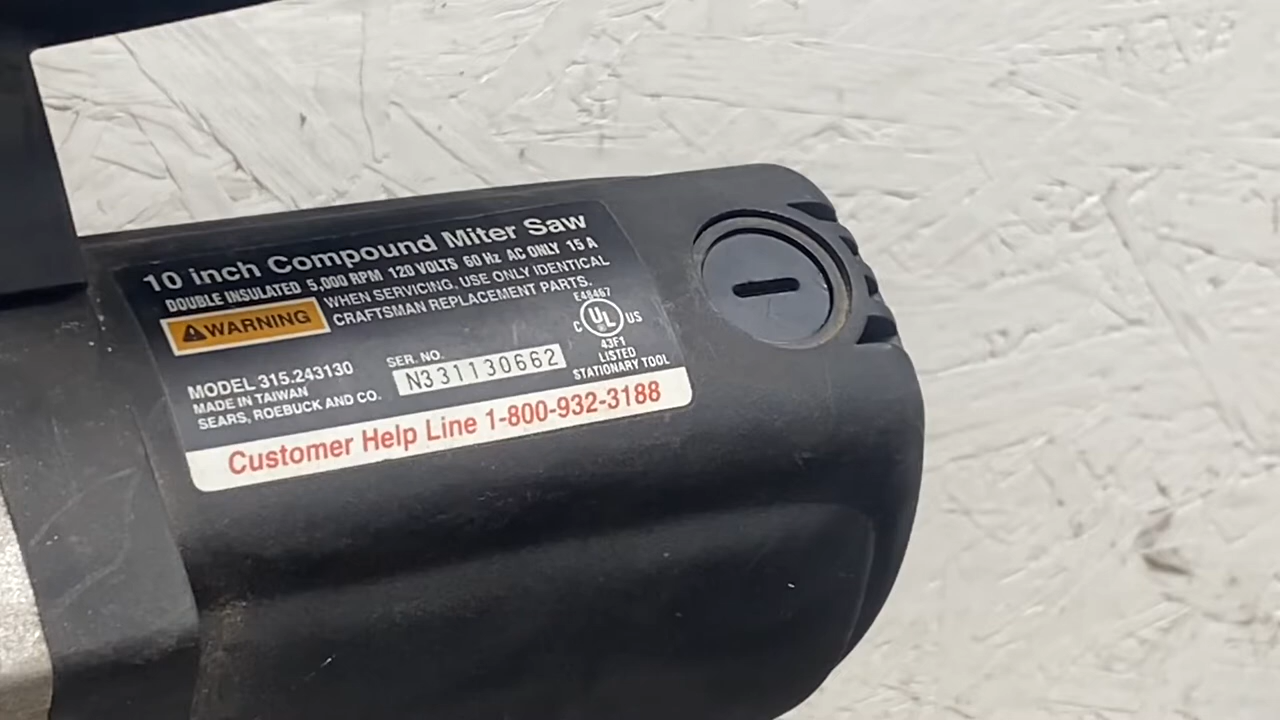 10 inch Compound Miter Saw
DOUBLE INSULATED 5,000 RPM 120 VOLTS 60 Hz AC ONLY 15 A
WARNING WHEN SERVICING, USE ONLY IDENTICAL
CRAFTSMAN REPLACEMENT PARTS.
E48467
C UL US
43F1
LISTED
STATIONARY TOOL
MODEL 315.243130
MADE IN TAIWAN
SEARS, ROEBUCK AND CO.
SER. NO.
N331130662
Customer Help Line 1-800-932-3188